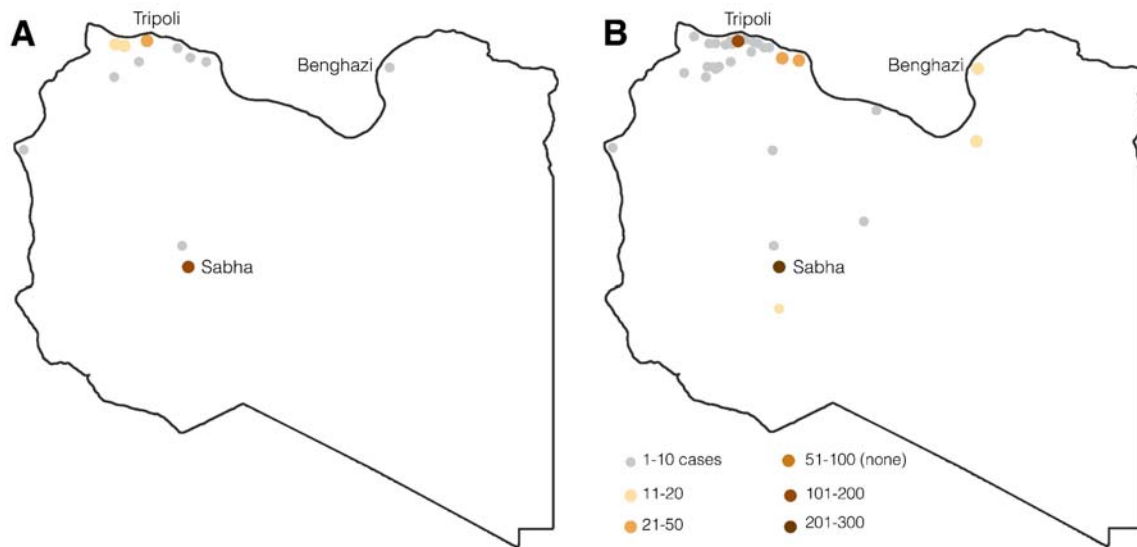 A
Tripoli
Benghazi
Sabha
B
Tripoli
Benghazi
Sabha
1-10 cases
51-100 (none)
11-20
101-200
21-50
201-300